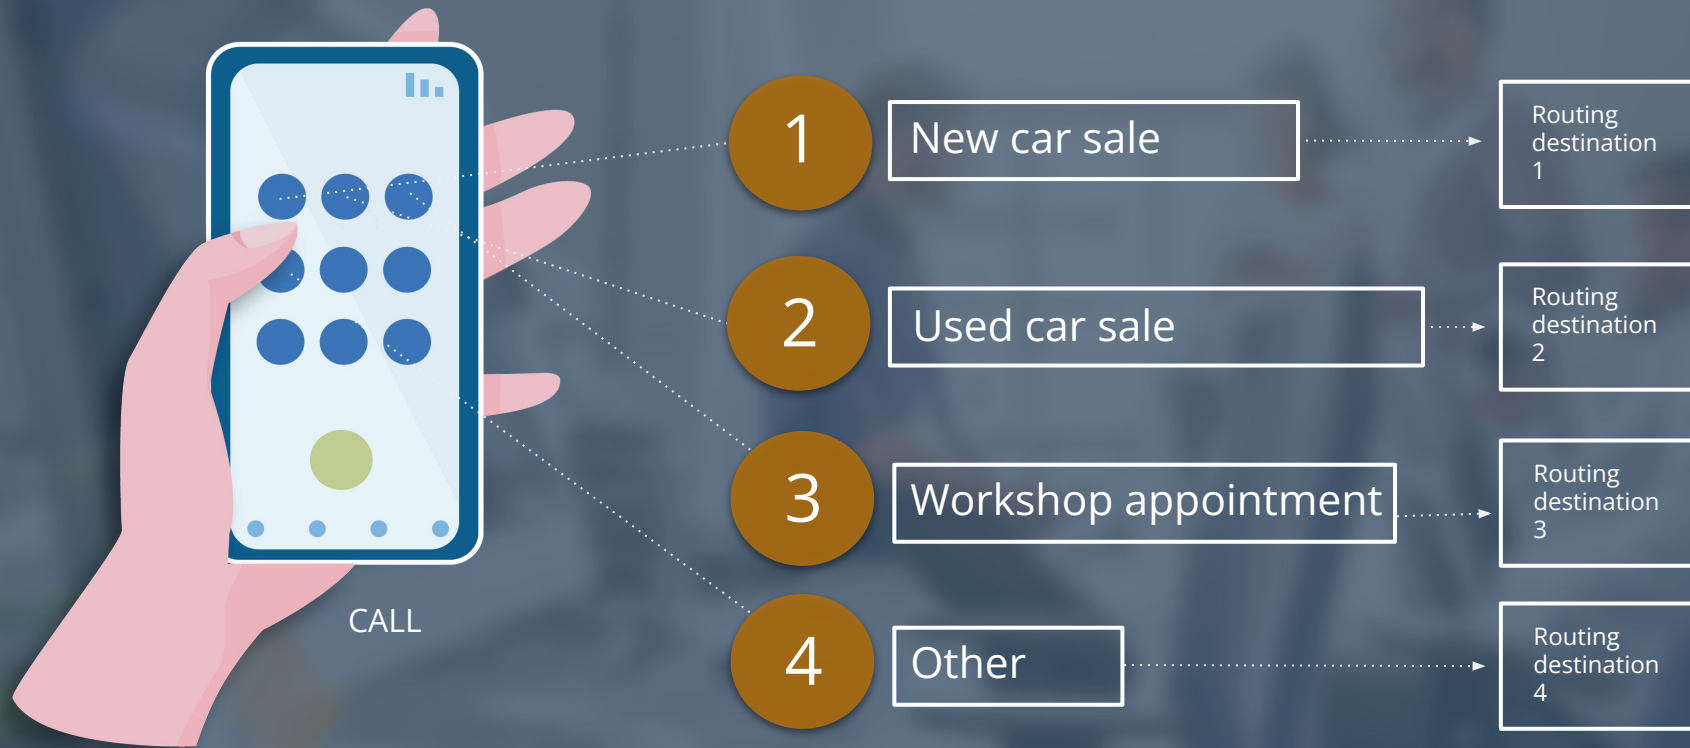 1
New car sale
Routing
destination
1
2
Used car sale
Routing
destination
2
3
Workshop appointment
Routing
destination
3
CALL
4
Other
Routing
destination
4